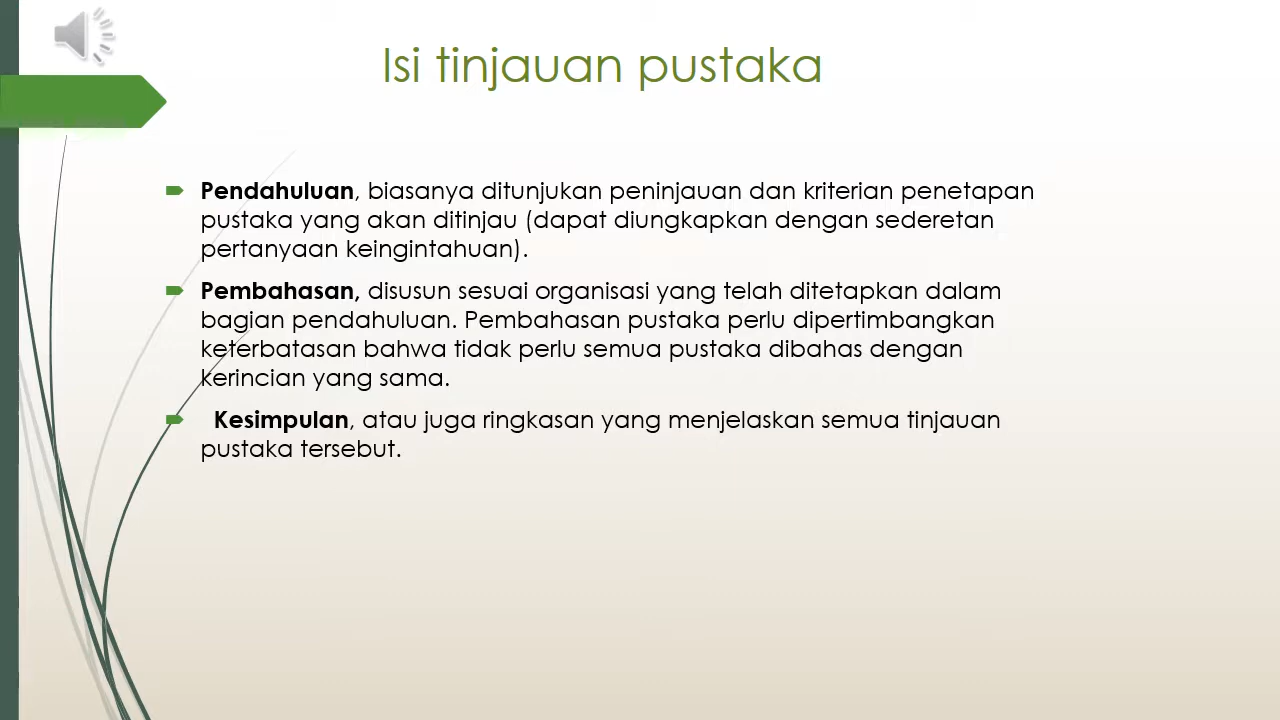 Isi tinjauan pustaka
Pendahuluan, biasanya ditunjukan peninjauan dan kriterian penetapan
pustaka yang akan ditinjau (dapat diungkapkan dengan sederetan
pertanyaan keingintahuan).
Pembahasan, disusun sesuai organisasi yang telah ditetapkan dalam
bagian pendahuluan. Pembahasan pustaka perlu dipertimbangkan
keterbatasan bahwa tidak perlu semua pustaka dibahas dengan
kerincian yang sama.
Kesimpulan, atau juga ringkasan yang menjelaskan semua tinjauan
pustaka tersebut.